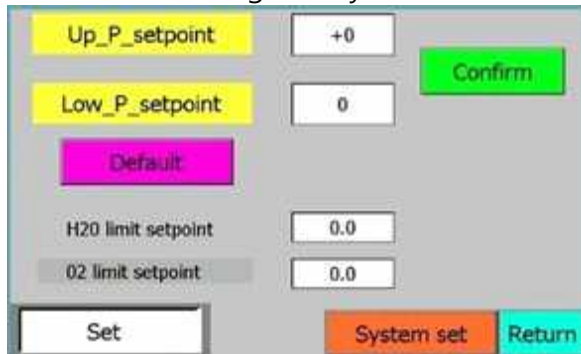 Up_P_setpoint +0
Confirm
Low_P_setpoint 0
Default
H20 limit setpoint 0.0
02 limit setpoint 0.0
Set System set Return